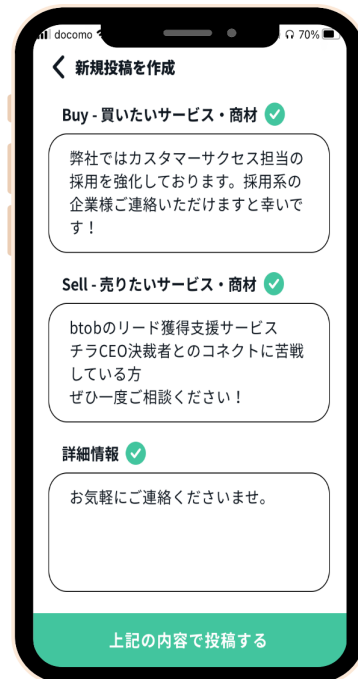 docomo 70%
新規投稿を作成
Buy - 買いたいサービス・商材
弊社ではカスタマーサクセス担当の
採用を強化しております。採用系の
企業様ご連絡いただけますと幸いで
す！
Sell - 売りたいサービス・商材
btobのリード獲得支援サービス
チラCEO決裁者とのコネクトに苦戦
している方
ぜひ一度ご相談ください！
詳細情報
お気軽にご連絡くださいませ。
上記の内容で投稿する